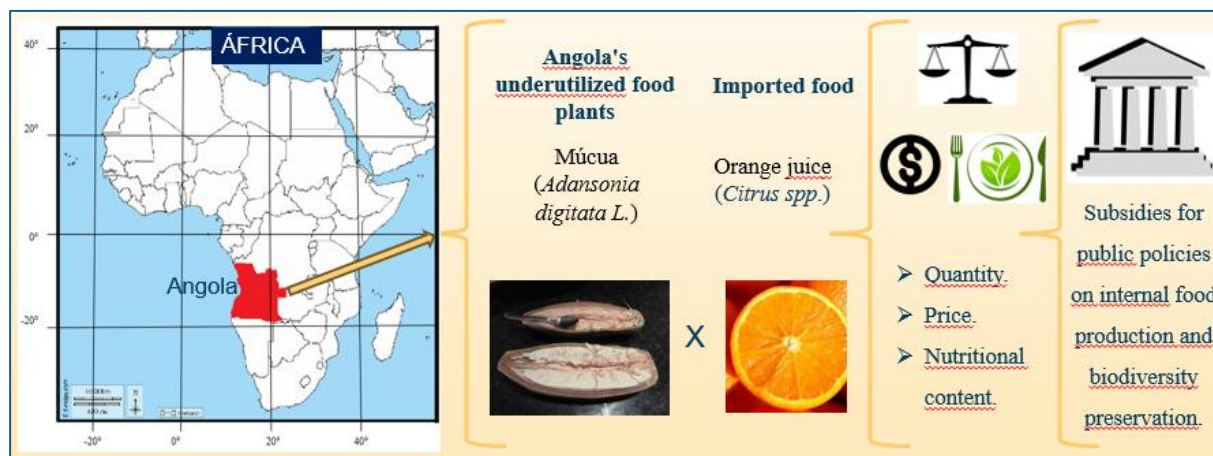 ÁFRICA
40°
20°
0°
-20°
Angola
-20°
0°
20°
40°
Angola's
underutilized food
plants
Múcua
(Adansonia
digitata L.)
Imported food
Orange juice
(Citrus spp.)
X
$
➢ Quantity.
➢ Price.
➢ Nutritional
content.
Subsidies for
public policies
on internal food
production and
biodiversity
preservation.